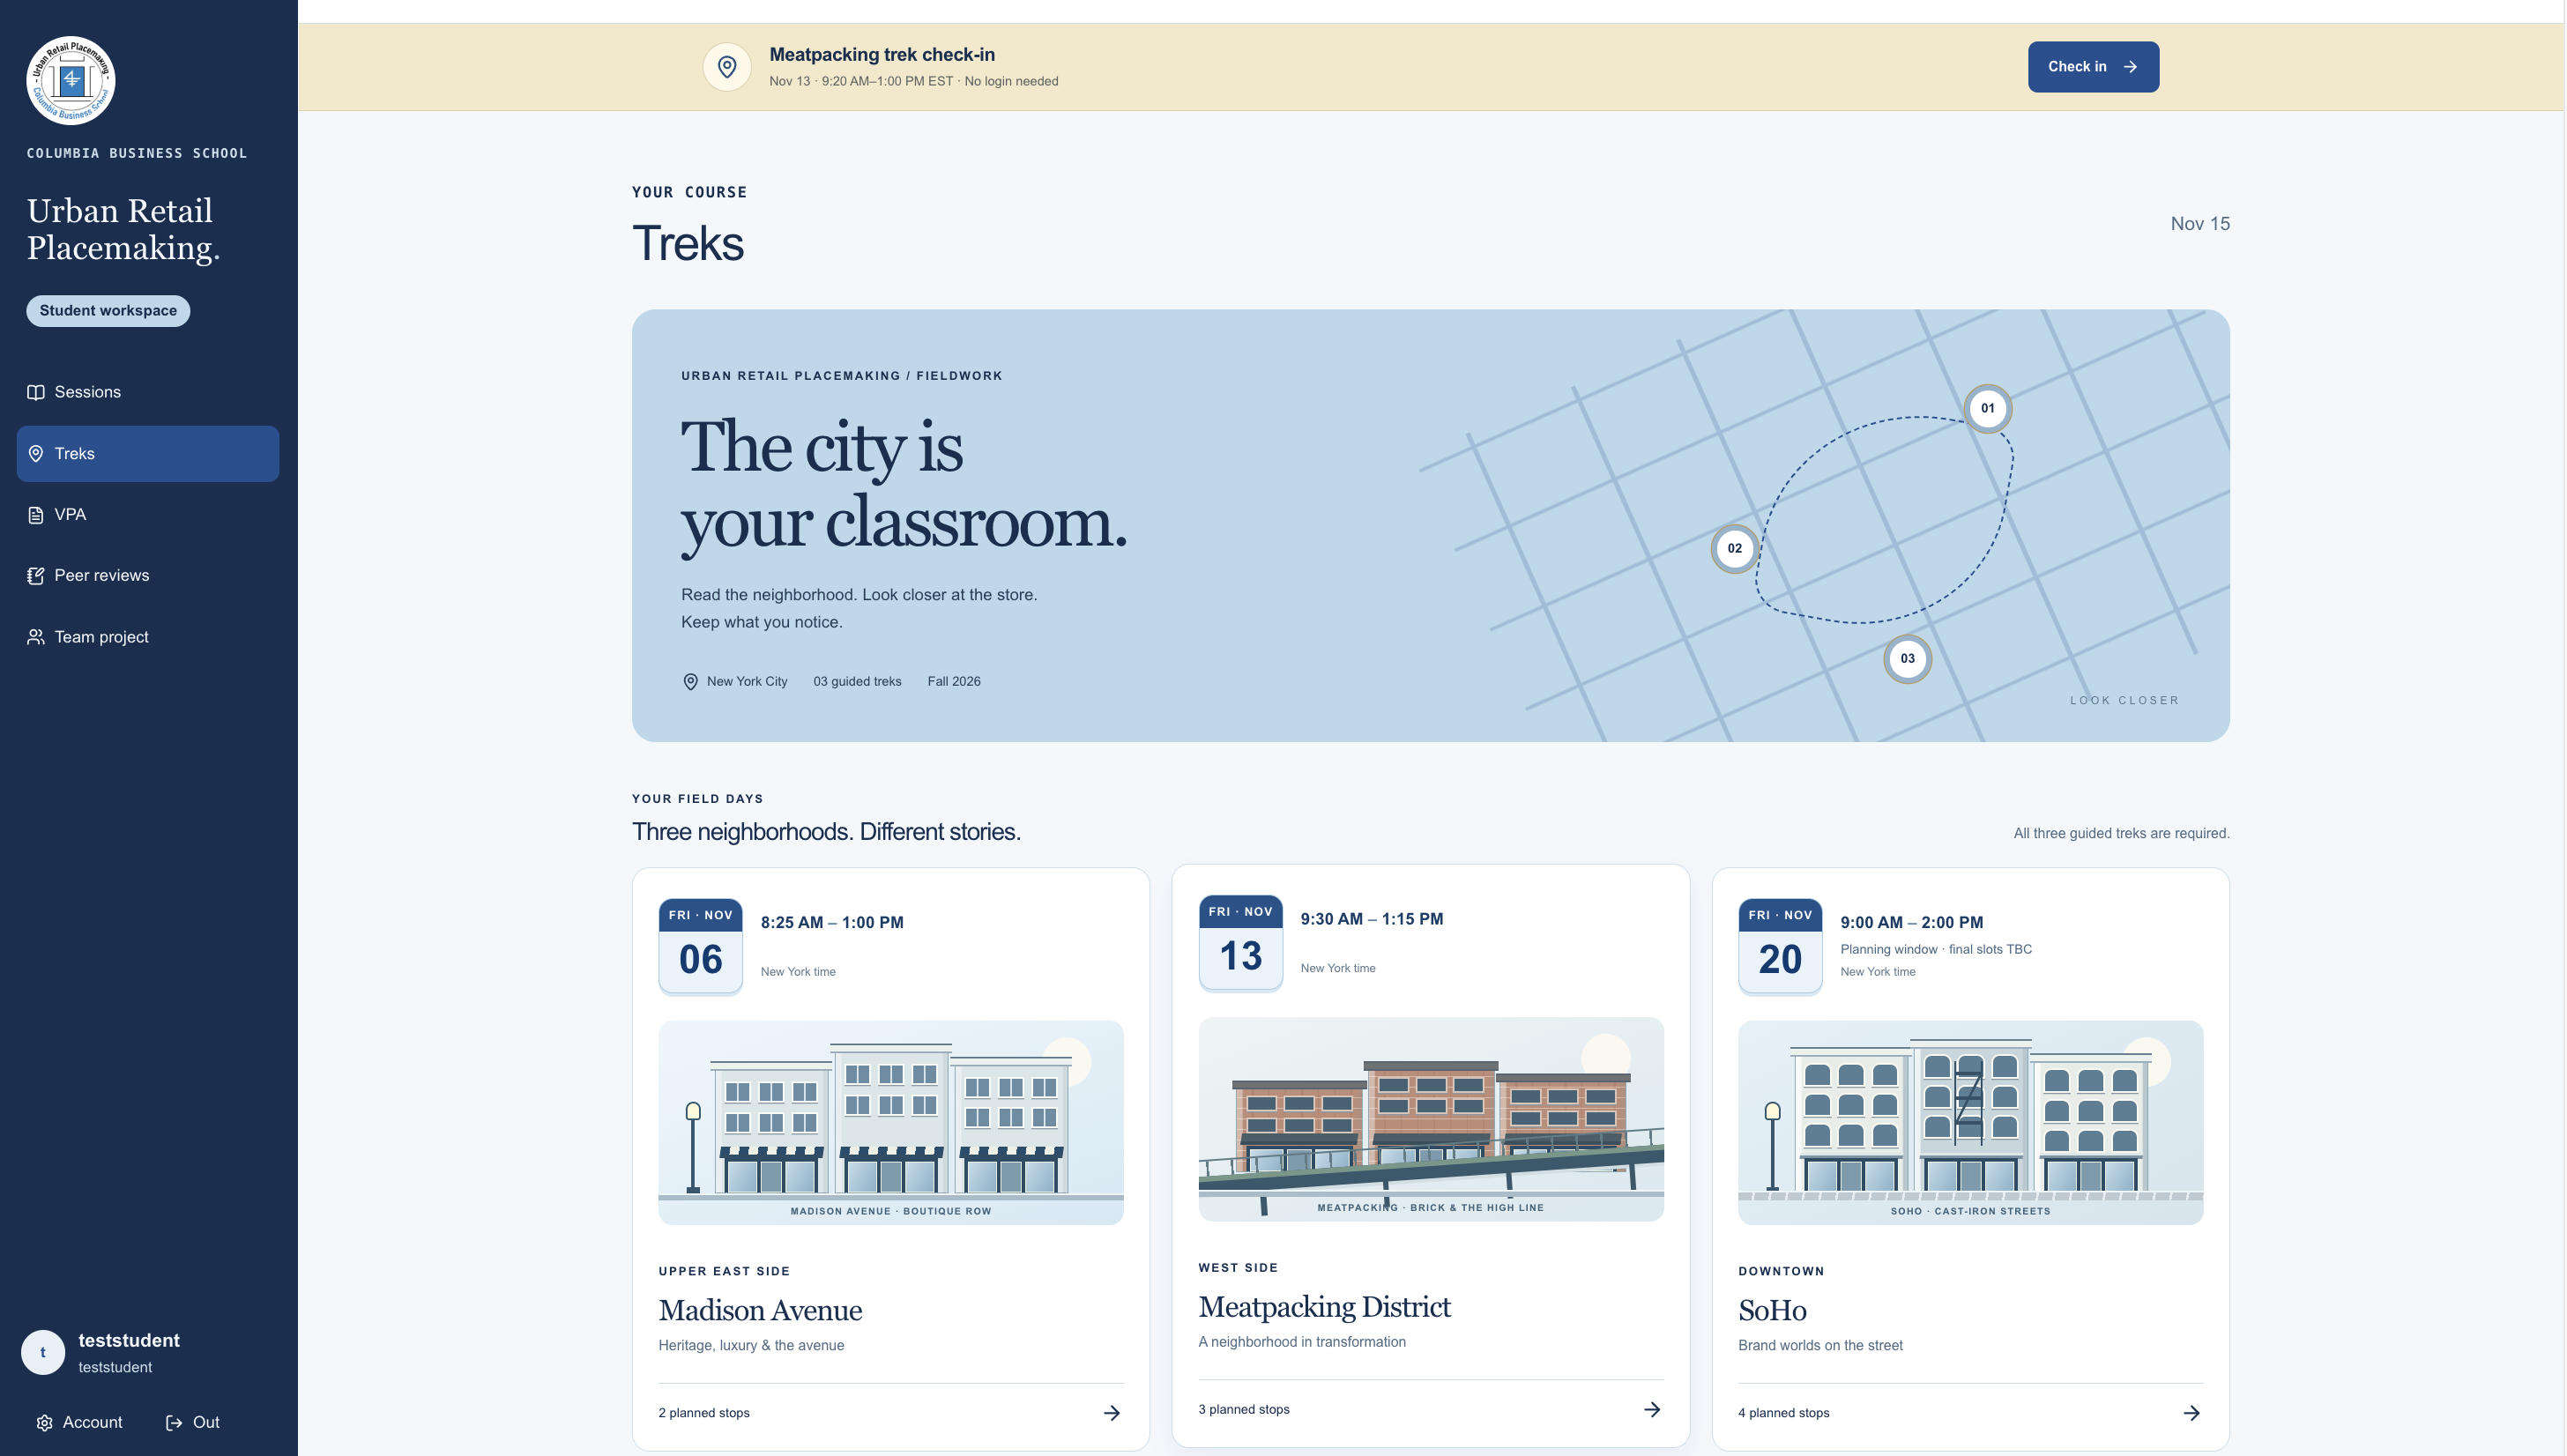 - Urban Retail Placemaking -
Columbia Business School
COLUMBIA BUSINESS SCHOOL
Urban Retail
Placemaking.
Student workspace
Sessions
Treks
VPA
Peer reviews
Team project
t
teststudent
teststudent
Account
Out
Meatpacking trek check-in
Nov 13 · 9:20 AM–1:00 PM EST · No login needed
Check in
YOUR COURSE
Treks
Nov 15
URBAN RETAIL PLACEMAKING / FIELDWORK
The city is
your classroom.
Read the neighborhood. Look closer at the store.
Keep what you notice.
New York City 03 guided treks Fall 2026
01
02
03
LOOK CLOSER
YOUR FIELD DAYS
Three neighborhoods. Different stories.
All three guided treks are required.
FRI · NOV
06
8:25 AM – 1:00 PM
New York time
MADISON AVENUE · BOUTIQUE ROW
UPPER EAST SIDE
Madison Avenue
Heritage, luxury & the avenue
2 planned stops
FRI · NOV
13
9:30 AM – 1:15 PM
New York time
MEATPACKING · BRICK & THE HIGH LINE
WEST SIDE
Meatpacking District
A neighborhood in transformation
3 planned stops
FRI · NOV
20
9:00 AM – 2:00 PM
Planning window · final slots TBC
New York time
SOHO · CAST-IRON STREETS
DOWNTOWN
SoHo
Brand worlds on the street
4 planned stops